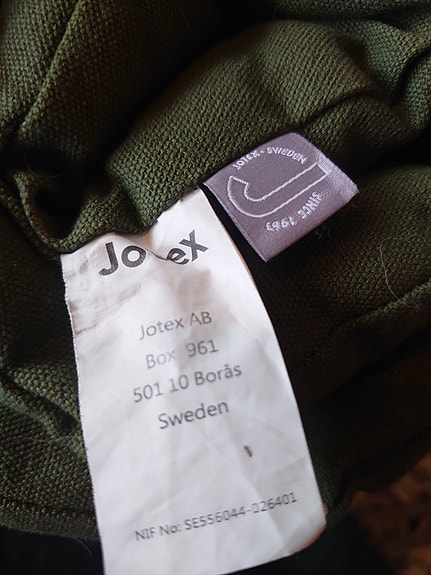 JOTEX • SWEDEN
J
SINCE 1963
Jotex
Jotex AB
Box 961
501 10 Borås
Sweden
NIF No: SE556044-026401